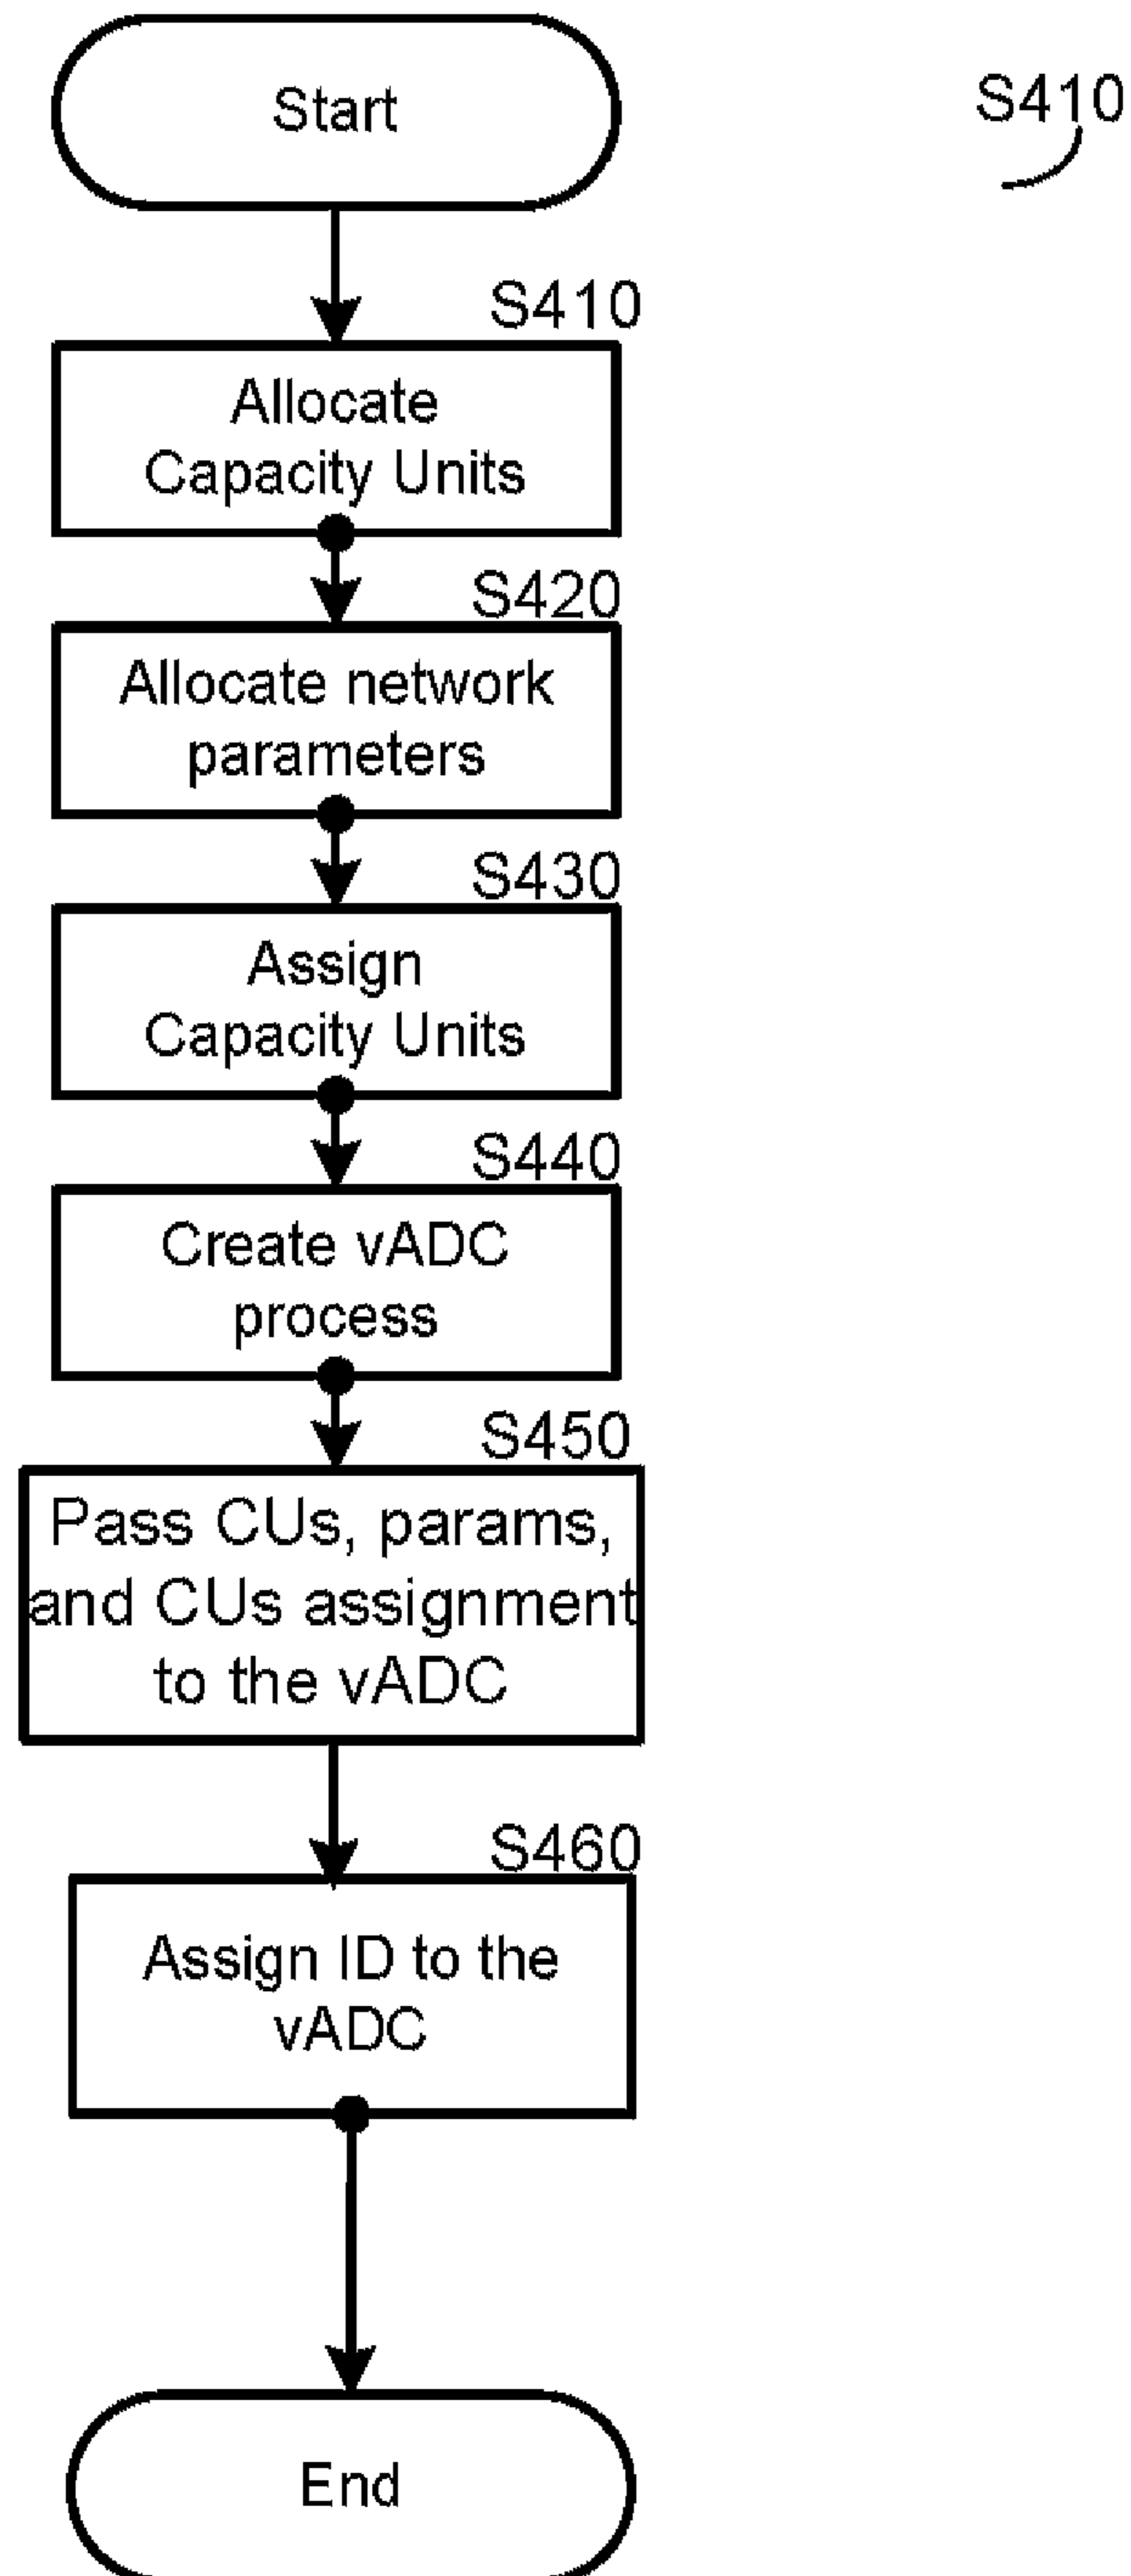 Start
S410
S410
Allocate
Capacity Units
S420
Allocate network
parameters
S430
Assign
Capacity Units
S440
Create vADC
process
S450
Pass CUs, params,
and CUs assignment
to the vADC
S460
Assign ID to the
vADC
End